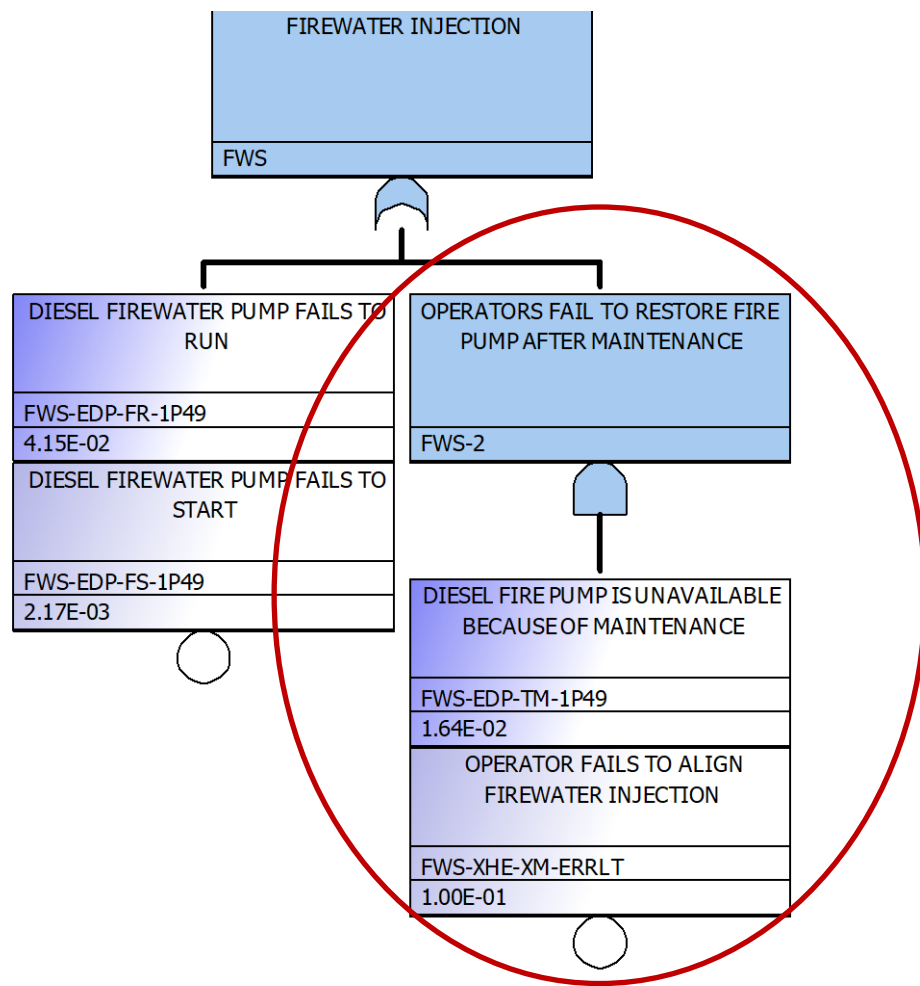 FIREWATER INJECTION
FWS
DIESEL FIREWATER PUMP FAILS TO
RUN
FWS-EDP-FR-1P49
4.15E-02
DIESEL FIREWATER PUMP FAILS TO
START
FWS-EDP-FS-1P49
2.17E-03
OPERATORS FAIL TO RESTORE FIRE
PUMP AFTER MAINTENANCE
FWS-2
DIESEL FIRE PUMP IS UNAVAILABLE
BECAUSE OF MAINTENANCE
FWS-EDP-TM-1P49
1.64E-02
OPERATOR FAILS TO ALIGN
FIREWATER INJECTION
FWS-XHE-XM-ERRLT
1.00E-01